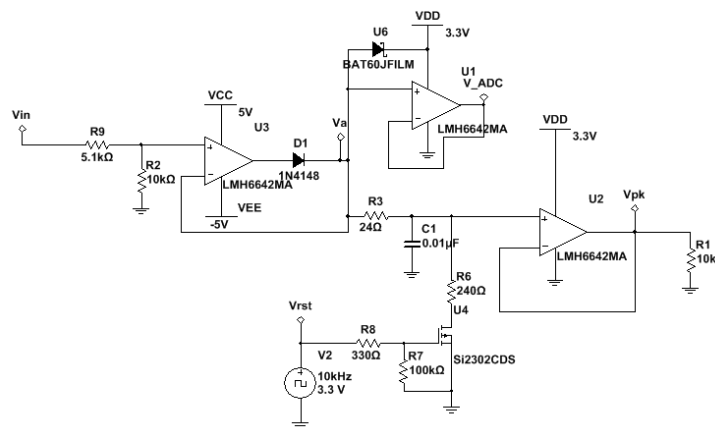 VDD
3.3V
U6
BAT60JFILM
U1
V_ADC
LMH6642MA
VCC
5V
U3
Vin
R9
5.1kΩ
R2
10kΩ
LMH6642MA
VEE
-5V
D1
1N4148
Va
VDD
3.3V
U2
Vpk
LMH6642MA
R3
24Ω
C1
0.01µF
R1
10k
R6
240Ω
U4
Si2302CDS
Vrst
R8
330Ω
R7
100kΩ
V2
10kHz
3.3 V